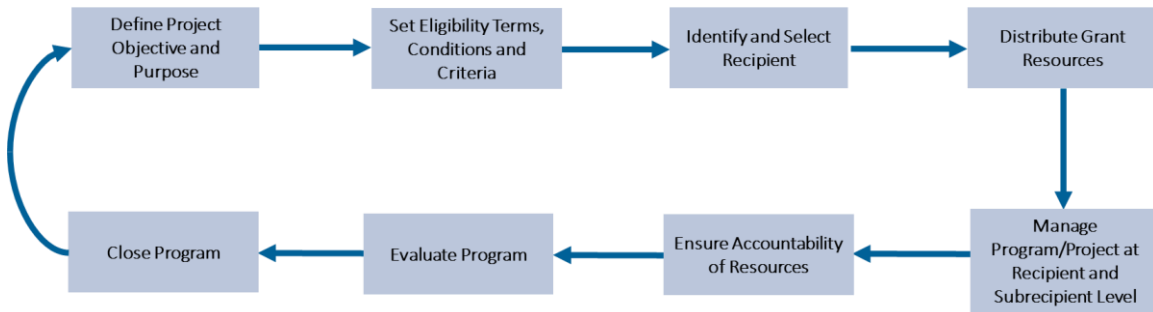 Define Project
Objective and
Purpose
Set Eligibility Terms,
Conditions and
Criteria
Identify and Select
Recipient
Distribute Grant
Resources
Manage
Program/Project at
Recipient and
Subrecipient Level
Ensure Accountability
of Resources
Evaluate Program
Close Program